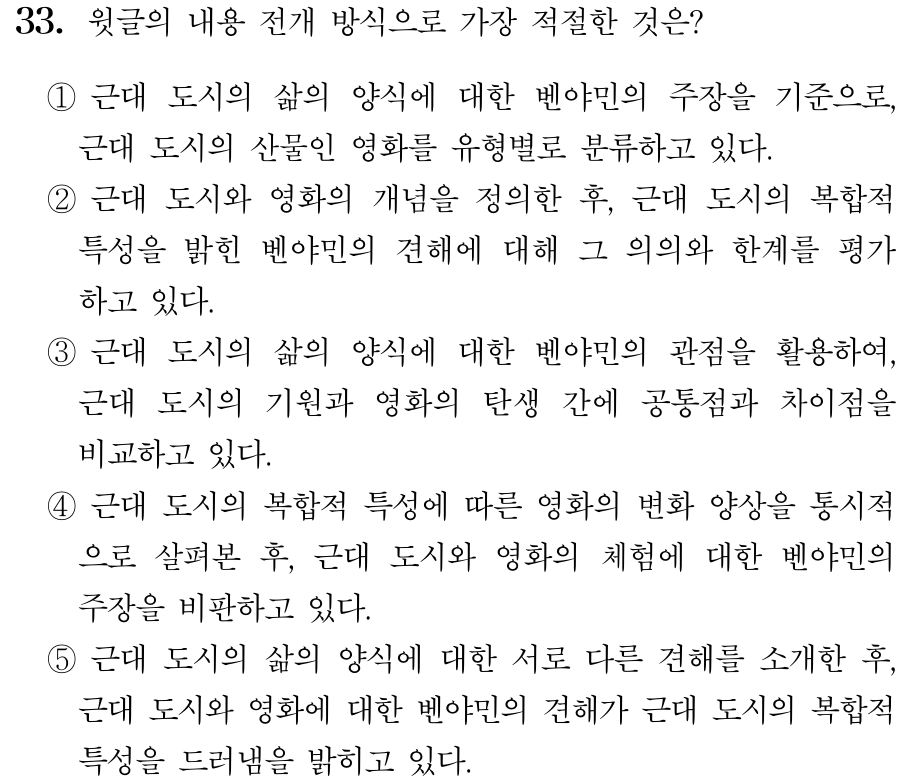 33. 윗글의 내용 전개 방식으로 가장 적절한 것은?
① 근대 도시의 삶의 양식에 대한 벤야민의 주장을 기준으로,
근대 도시의 산물인 영화를 유형별로 분류하고 있다.
② 근대 도시와 영화의 개념을 정의한 후, 근대 도시의 복합적
특성을 밝힌 벤야민의 견해에 대해 그 의의와 한계를 평가
하고 있다.
③ 근대 도시의 삶의 양식에 대한 벤야민의 관점을 활용하여,
근대 도시의 기원과 영화의 탄생 간에 공통점과 차이점을
비교하고 있다.
④ 근대 도시의 복합적 특성에 따른 영화의 변화 양상을 통시적
으로 살펴본 후, 근대 도시와 영화의 체험에 대한 벤야민의
주장을 비판하고 있다.
⑤ 근대 도시의 삶의 양식에 대한 서로 다른 견해를 소개한 후,
근대 도시와 영화에 대한 벤야민의 견해가 근대 도시의 복합적
특성을 드러냄을 밝히고 있다.